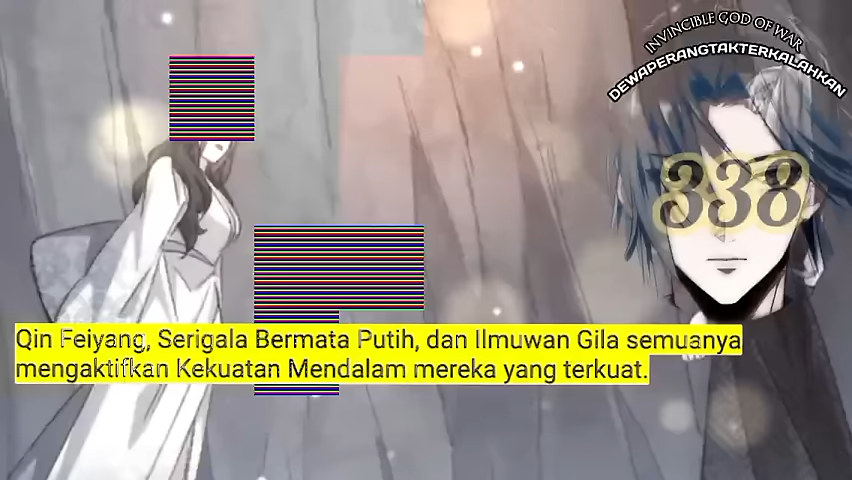 INVINCIBLE GOD OF WAR
DEWAPERANGTAKTERKALAHKAN
338
Qin Feiyang, Serigala Bermata Putih, dan Ilmuwan Gila semuanya
mengaktifkan Kekuatan Mendalam mereka yang terkuat.